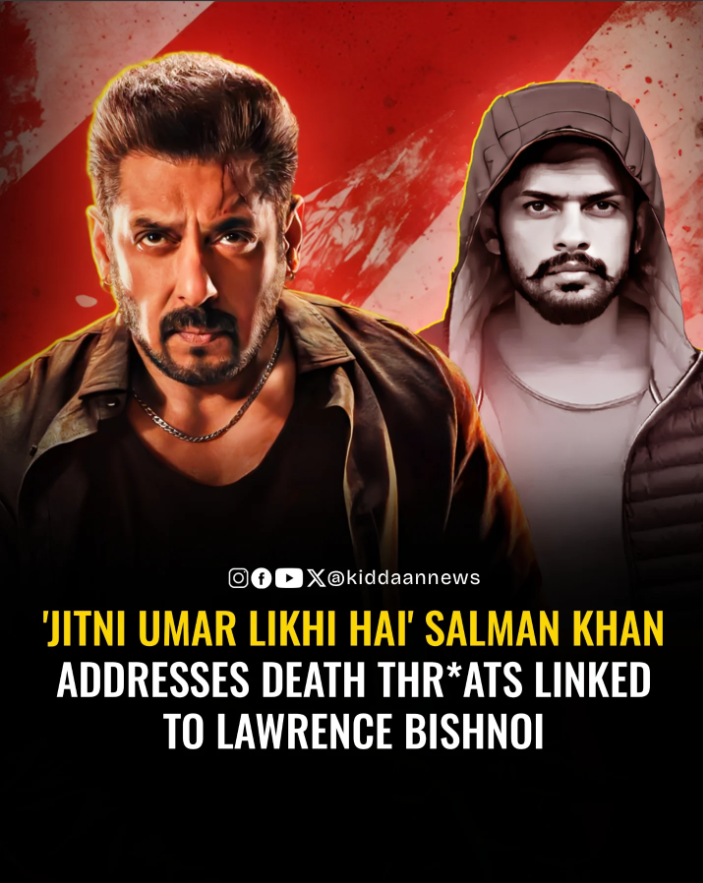 @kiddaannews
'JITNI UMAR LIKHI HAI' SALMAN KHAN
ADDRESSES DEATH THR*ATS LINKED
TO LAWRENCE BISHNOI